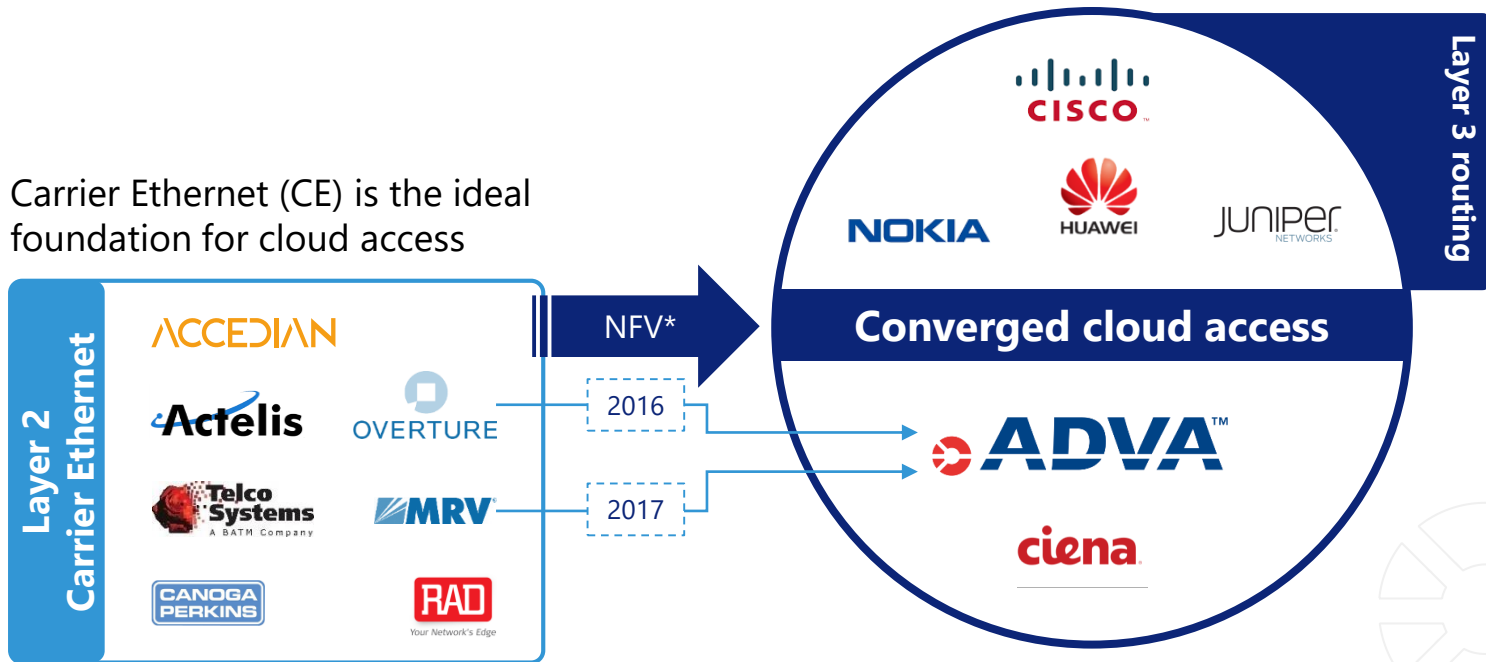 Carrier Ethernet (CE) is the ideal
foundation for cloud access
Layer 2
Carrier Ethernet
ACCEDIAN
Actelis
OVERTURE
Telco
Systems
A BATM Company
MRV®
CANOGA
PERKINS
RAD
Your Network's Edge
NFV*
2016
2017
CISCO™
NOKIA
HUAWEI
JUNIPER
NETWORKS
Layer 3 routing
Converged cloud access
ADVA™
ciena